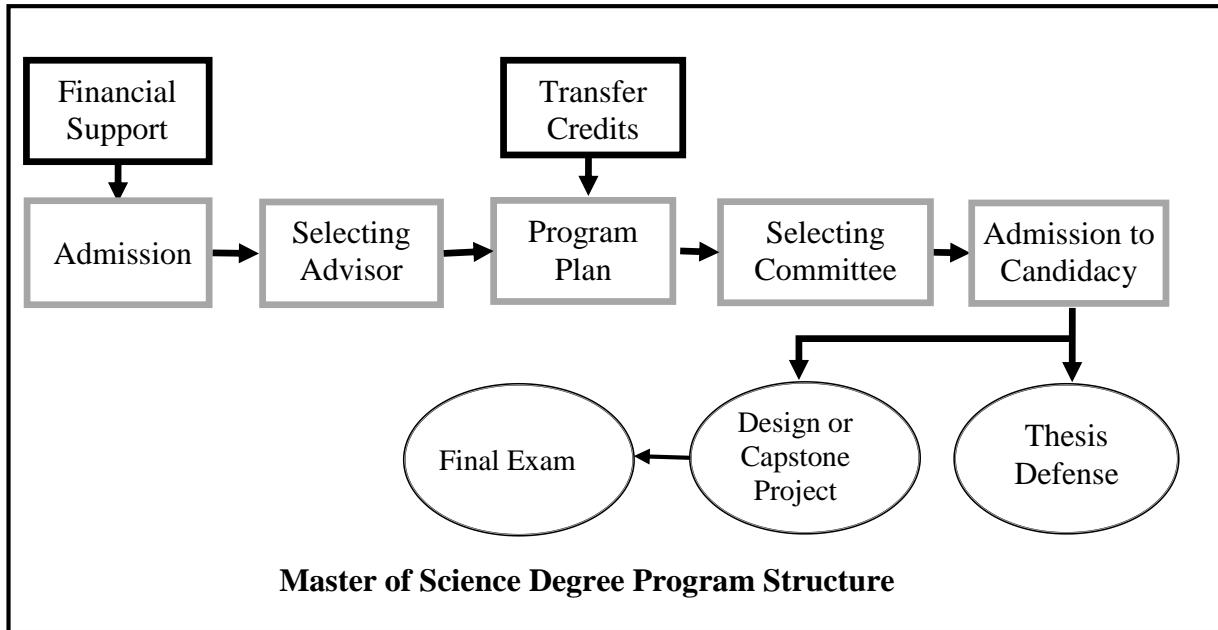 Financial
Support
Transfer
Credits
Admission
Selecting
Advisor
Program
Plan
Selecting
Committee
Admission to
Candidacy
Final Exam
Design or
Capstone
Project
Thesis
Defense
Master of Science Degree Program Structure